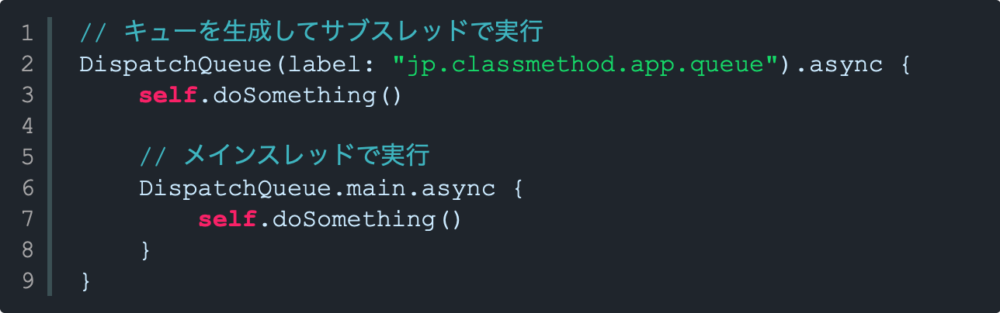 1 // キューを生成してサブスレッドで実行
2 DispatchQueue(label: "jp.classmethod.app.queue").async {
3     self.doSomething()
4
5     // メインスレッドで実行
6     DispatchQueue.main.async {
7         self.doSomething()
8     }
9 }